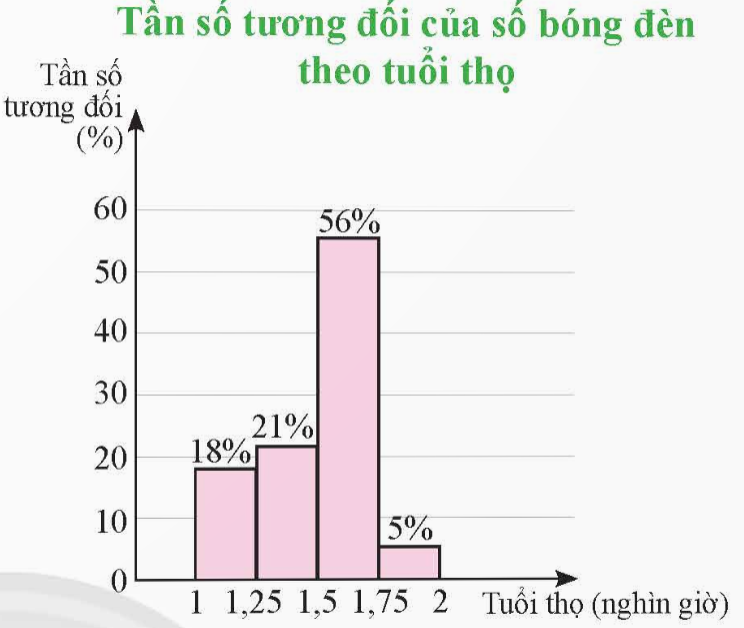 Tần số tương đối của số bóng đèn
theo tuổi thọ
Tần số
tương đối
(%)
60
56%
50
40
30
21%
18%
20
10
5%
0
1 1,25 1,5 1,75 2 Tuổi thọ (nghìn giờ)